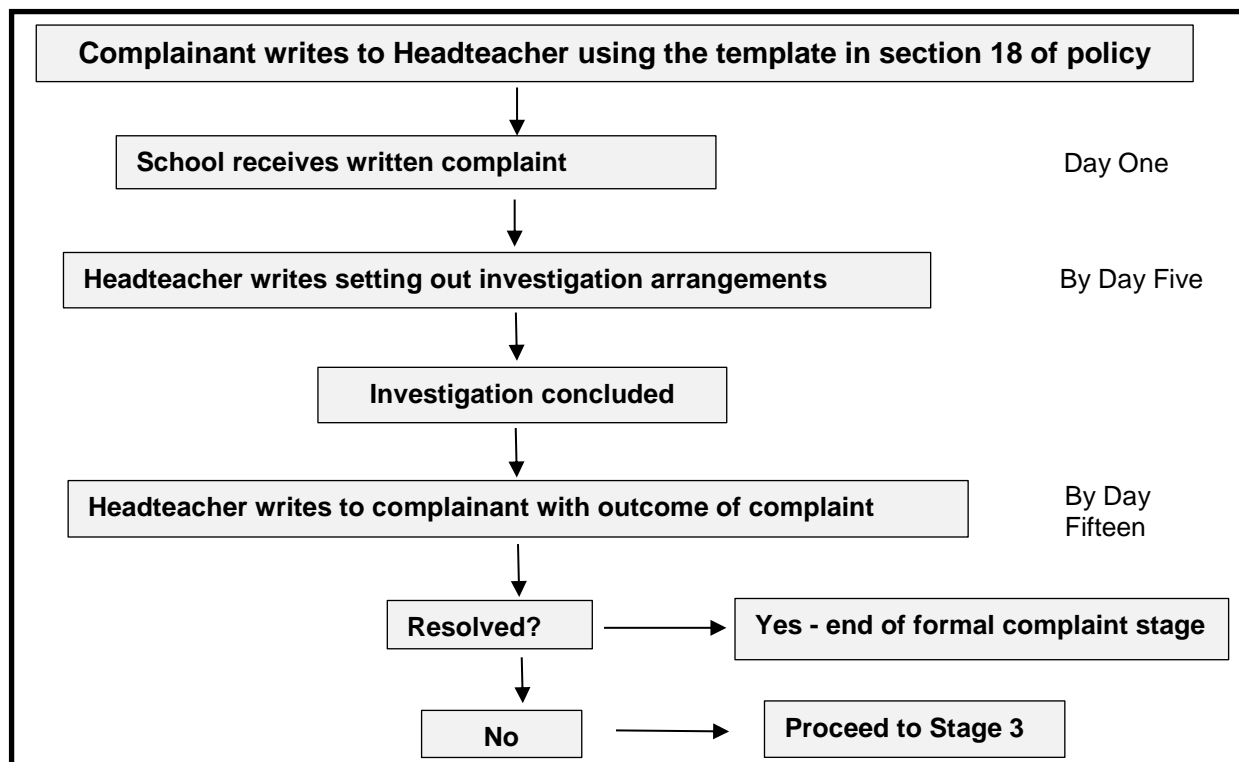 Complainant writes to Headteacher using the template in section 18 of policy
School receives written complaint
Day One
Headteacher writes setting out investigation arrangements
By Day Five
Investigation concluded
Headteacher writes to complainant with outcome of complaint
By Day
Fifteen
Resolved?
Yes - end of formal complaint stage
No
Proceed to Stage 3